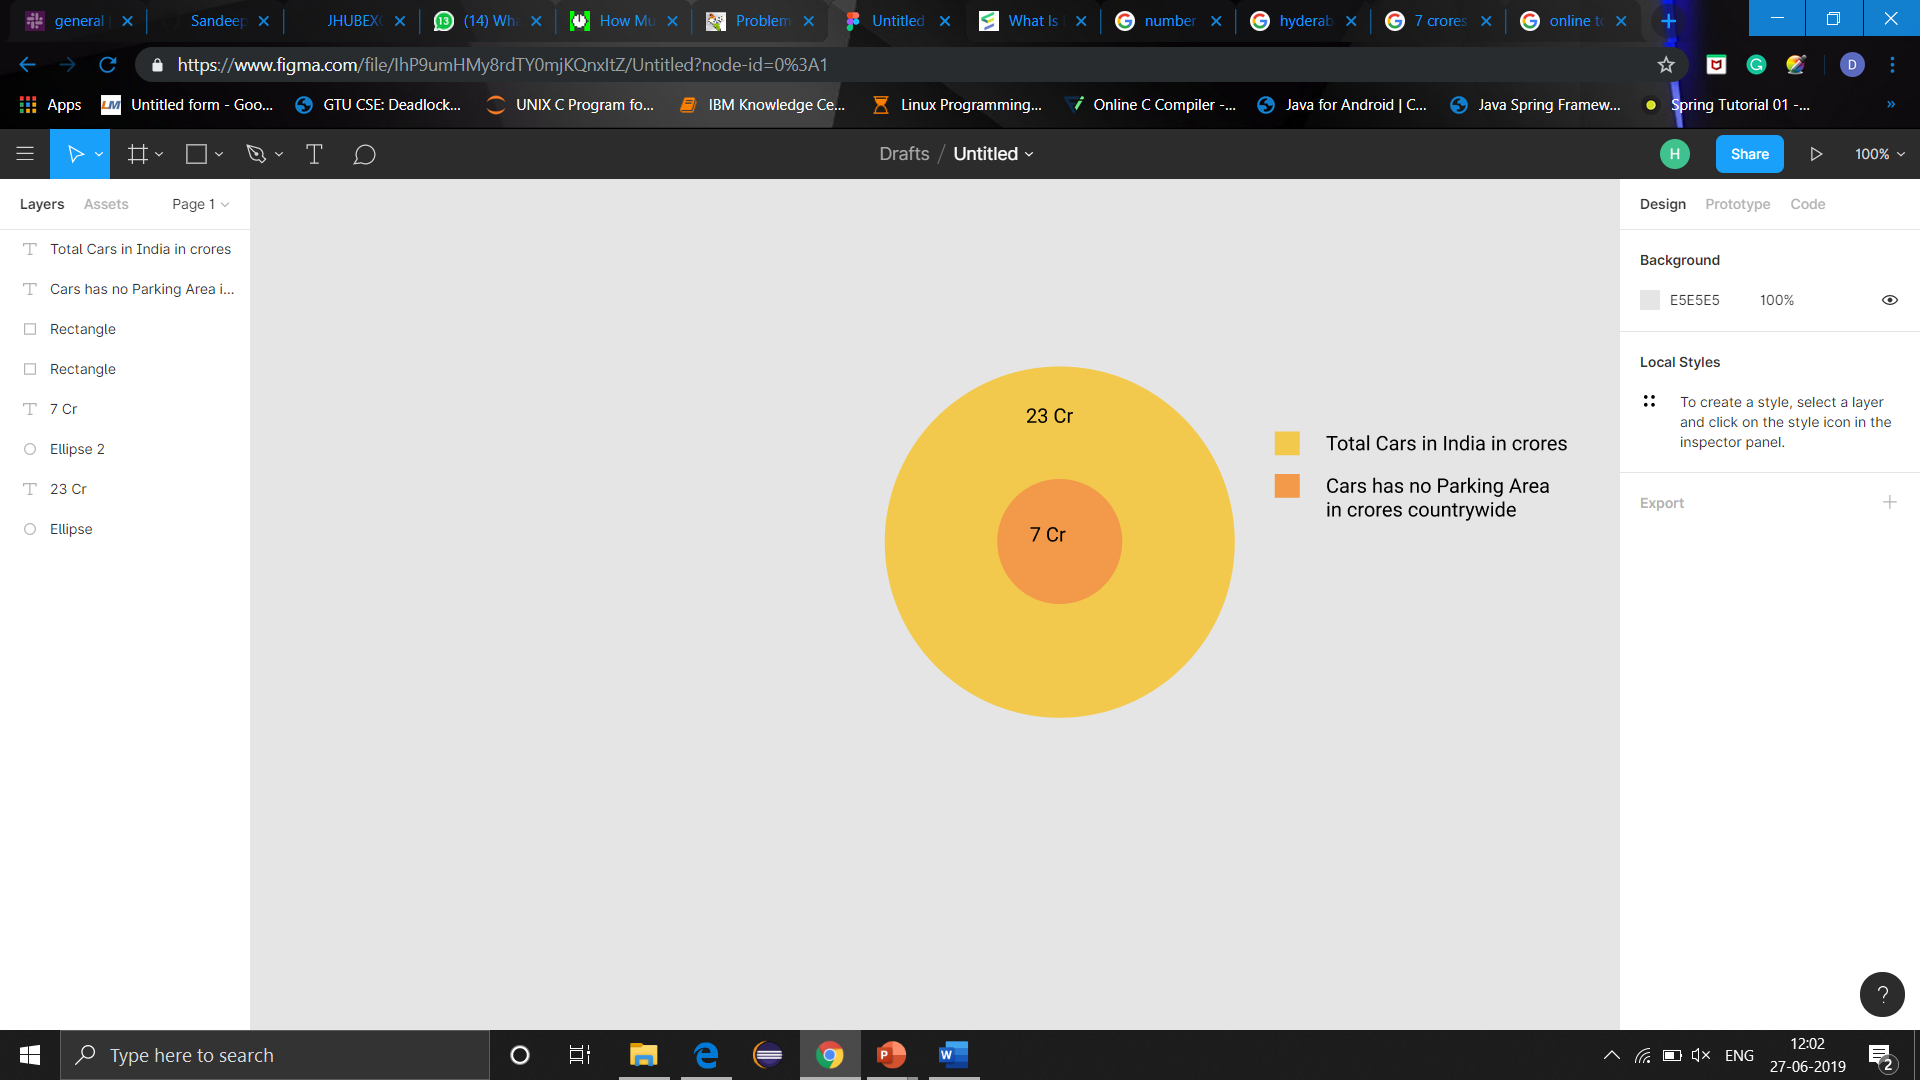 general
Sandeep
JHUBEX
(14) Wha
How Mu
Problem
Untitled
What Is
number
hyderab
7 crores
online to
https://www.figma.com/file/IhP9umHMy8rdTY0mjKQnxltZ/Untitled?node-id=0%3A1
D
Apps
Untitled form - Goo...
GTU CSE: Deadlock...
UNIX C Program fo...
IBM Knowledge Ce...
Linux Programming...
Online C Compiler -...
Java for Android | C...
Java Spring Framew...
Spring Tutorial 01 -...
»
Drafts / Untitled
H
Share
100%
Layers
Assets
Page 1
Total Cars in India in crores
Cars has no Parking Area i...
Rectangle
Rectangle
7 Cr
Ellipse 2
23 Cr
Ellipse
23 Cr
7 Cr
Total Cars in India in crores
Cars has no Parking Area
in crores countrywide
Design
Prototype
Code
Background
E5E5E5
100%
Local Styles
To create a style, select a layer
and click on the style icon in the
inspector panel.
Export
?
Type here to search
ENG
12:02
27-06-2019
2